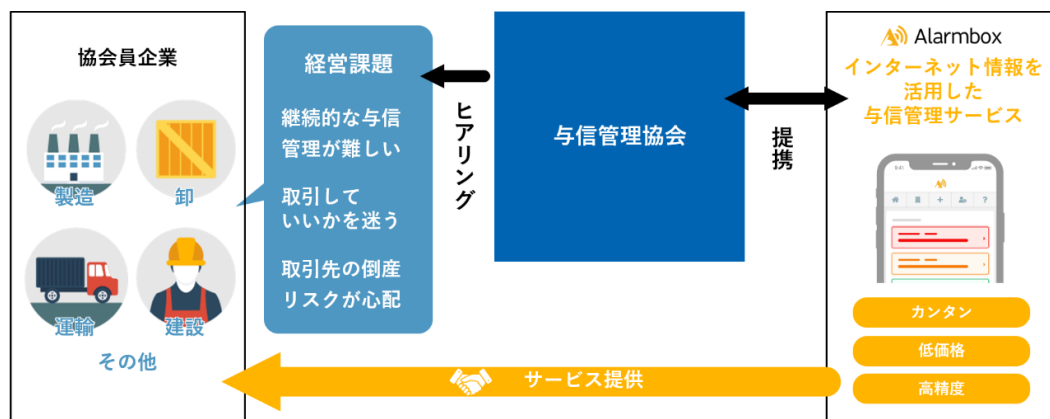 協会員企業
製造
卸
運輸
建設
その他
経営課題
継続的な与信
管理が難しい
取引して
いいかを迷う
取引先の倒産
リスクが心配
ヒアリング
与信管理協会
提携
Alarmbox
インターネット情報を
活用した
与信管理サービス
9:41
?
カンタン
低価格
高精度
サービス提供